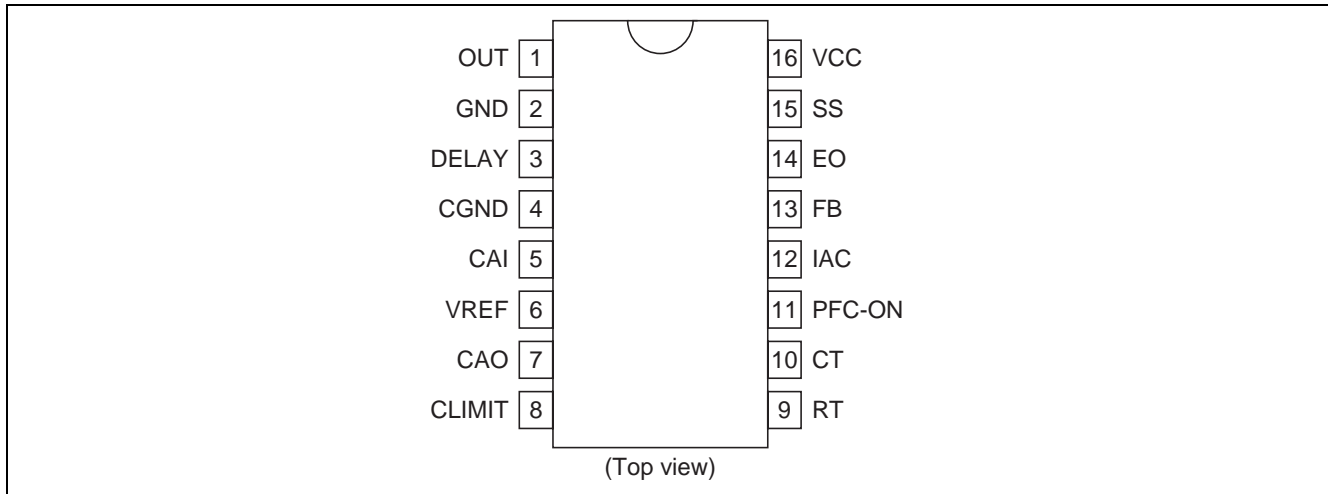 OUT 1 16 VCC
GND 2 15 SS
DELAY 3 14 EO
CGND 4 13 FB
CAI 5 12 IAC
VREF 6 11 PFC-ON
CAO 7 10 CT
CLIMIT 8 9 RT
(Top view)